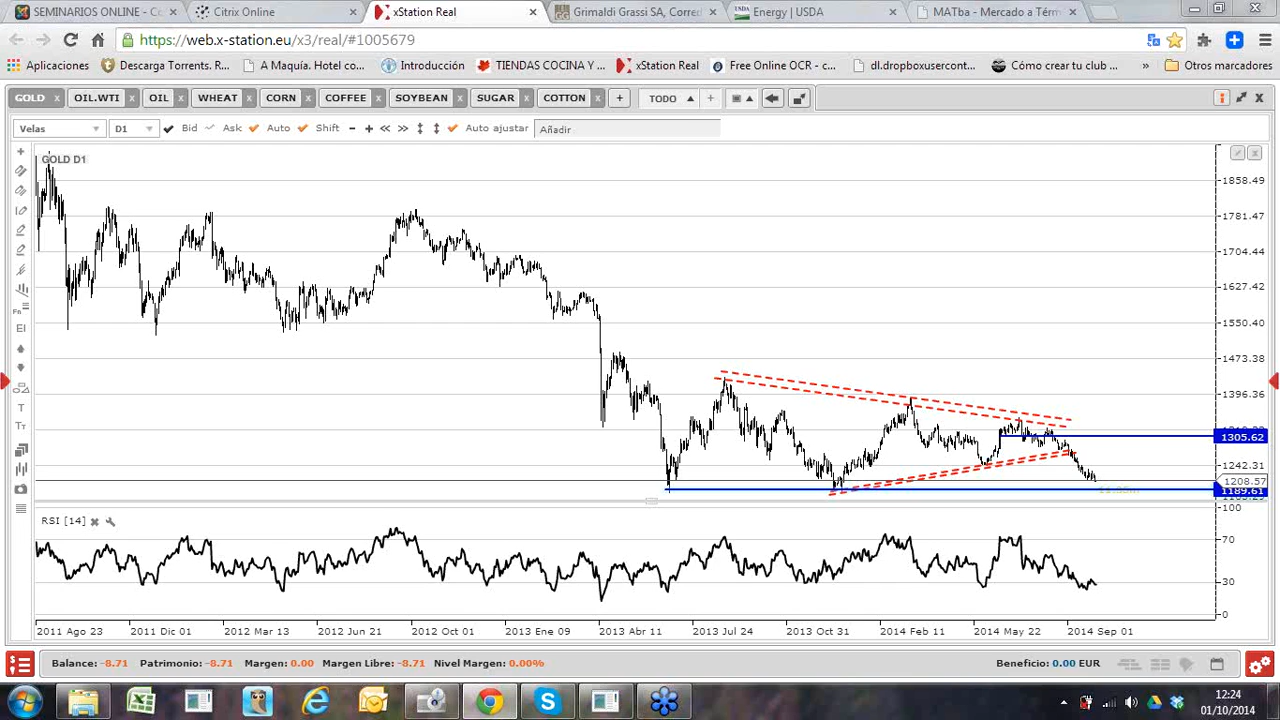 SEMINARIOS ONLINE - Co
Citrix Online
xStation Real
Grimaldi Grassi SA, Corred
Energy | USDA
MATba - Mercado a Térm
https://web.x-station.eu/x3/real/#1005679
Aplicaciones
Descarga Torrents. R...
A Maquía. Hotel co...
Introducción
TIENDAS COCINA Y ...
xStation Real
Free Online OCR - c...
dl.dropboxusercont...
Cómo crear tu club ...
»
Otros marcadores
GOLD
OIL.WTI
OIL
WHEAT
CORN
COFFEE
SOYBEAN
SUGAR
COTTON
TODO
Velas
D1
Bid
Ask
Auto
Shift
Auto ajustar
Añadir
GOLD D1
1858.49
1781.47
1704.44
1627.42
1550.40
1473.38
1396.36
1305.62
1242.31
1208.57
1189.61
RSI [14]
100
70
30
0
2011 Ago 23
2011 Dic 01
2012 Mar 13
2012 Jun 21
2012 Oct 01
2013 Ene 09
2013 Abr 11
2013 Jul 24
2013 Oct 31
2014 Feb 11
2014 May 22
2014 Sep 01
Balance: -8.71
Patrimonio: -8.71
Margen: 0.00
Margen Libre: -8.71
Nivel Margen: 0.00%
Beneficio: 0.00 EUR
12:24
01/10/2014